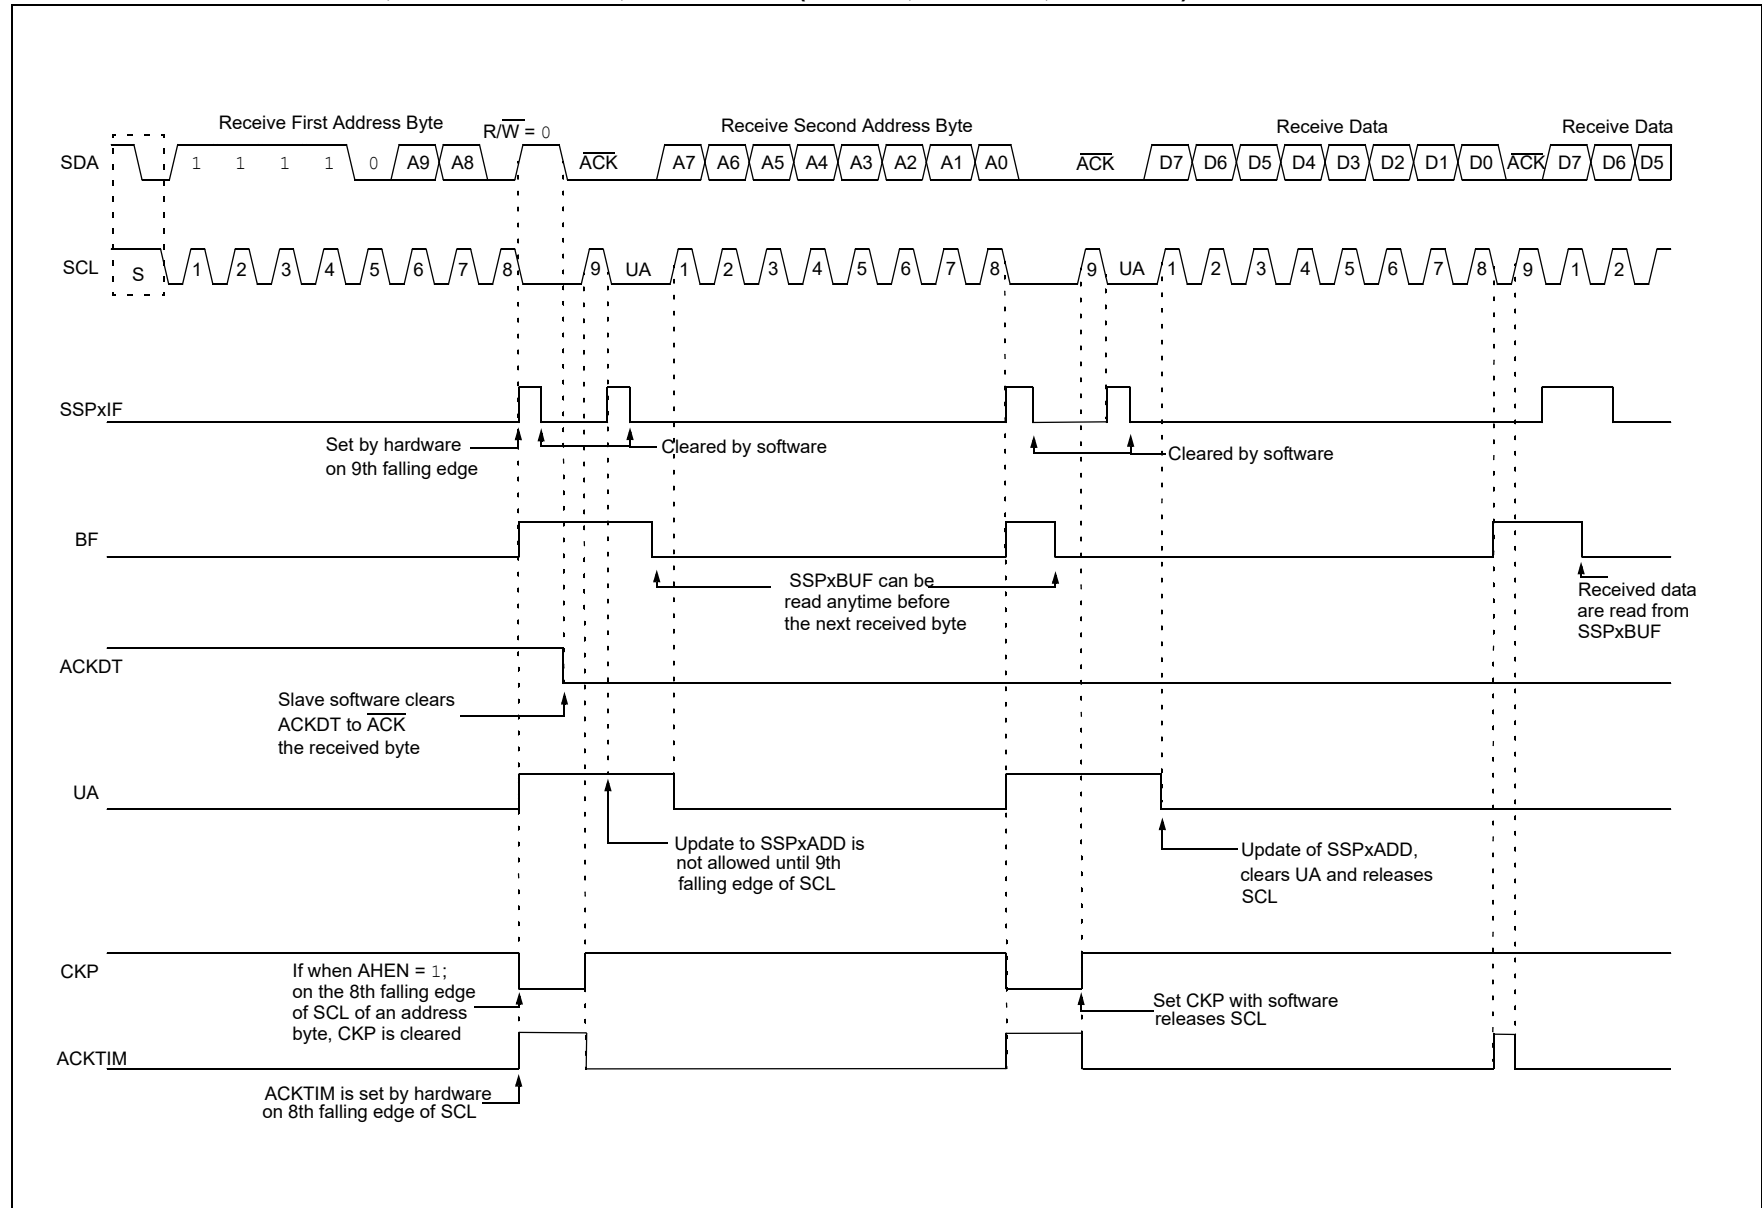 Receive First Address Byte
R/W = 0
Receive Second Address Byte
Receive Data
Receive Data
SDA
1 1 1 1 0 A9 A8 ACK A7 A6 A5 A4 A3 A2 A1 A0 ACK D7 D6 D5 D4 D3 D2 D1 D0 ACK D7 D6 D5
SCL
S 1 2 3 4 5 6 7 8 9 UA 1 2 3 4 5 6 7 8 9 UA 1 2 3 4 5 6 7 8 9 1 2
SSPxIF
Set by hardware
on 9th falling edge
Cleared by software
Cleared by software
BF
SSPxBUF can be
read anytime before
the next received byte
Received data
are read from
SSPxBUF
ACKDT
Slave software clears
ACKDT to ACK
the received byte
UA
Update to SSPxADD is
not allowed until 9th
falling edge of SCL
Update of SSPxADD,
clears UA and releases
SCL
CKP
If when AHEN = 1;
on the 8th falling edge
of SCL of an address
byte, CKP is cleared
Set CKP with software
releases SCL
ACKTIM
ACKTIM is set by hardware
on 8th falling edge of SCL